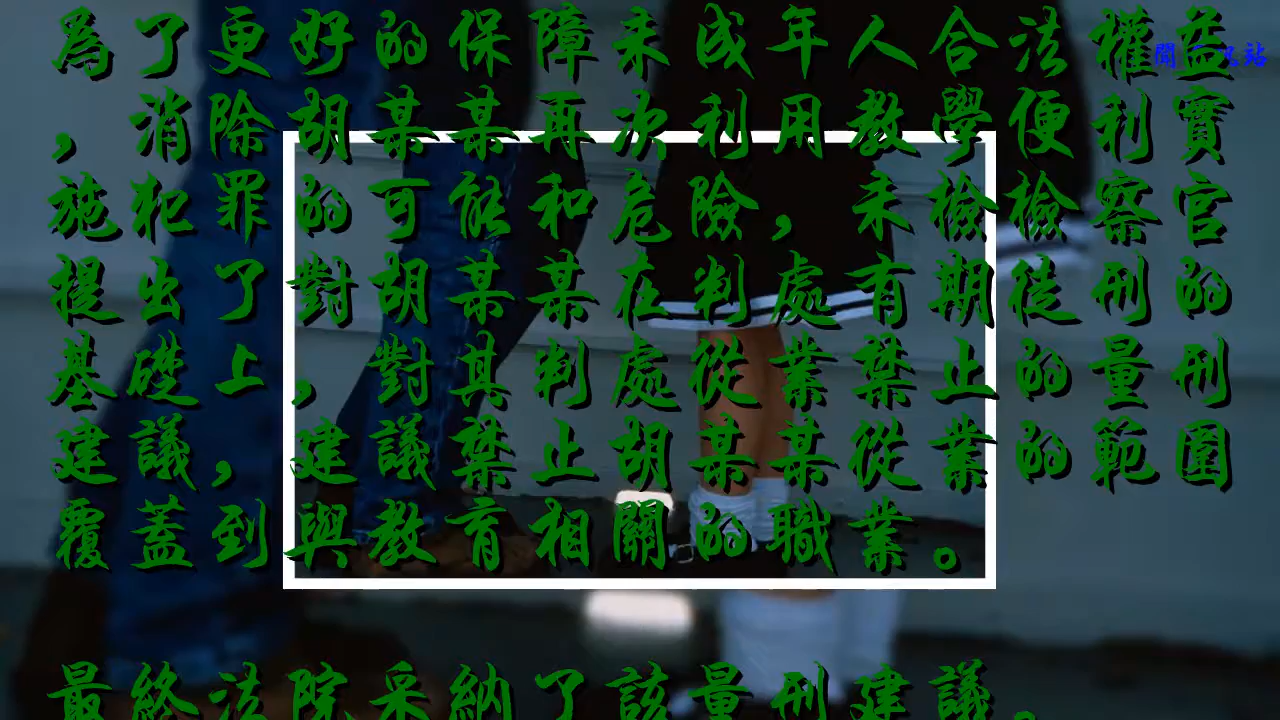 為了更好的保障未成年人合法權益
，消除胡某某再次利用教學便利實
施犯罪的可能和危險，未檢檢察官
提出了對胡某某在判處有期徒刑的
基礎上，對其判處從業禁止的量刑
建議，建議禁止胡某某從業的範圍
覆蓋到與教育相關的職業。
最終法院采納了該量刑建議。